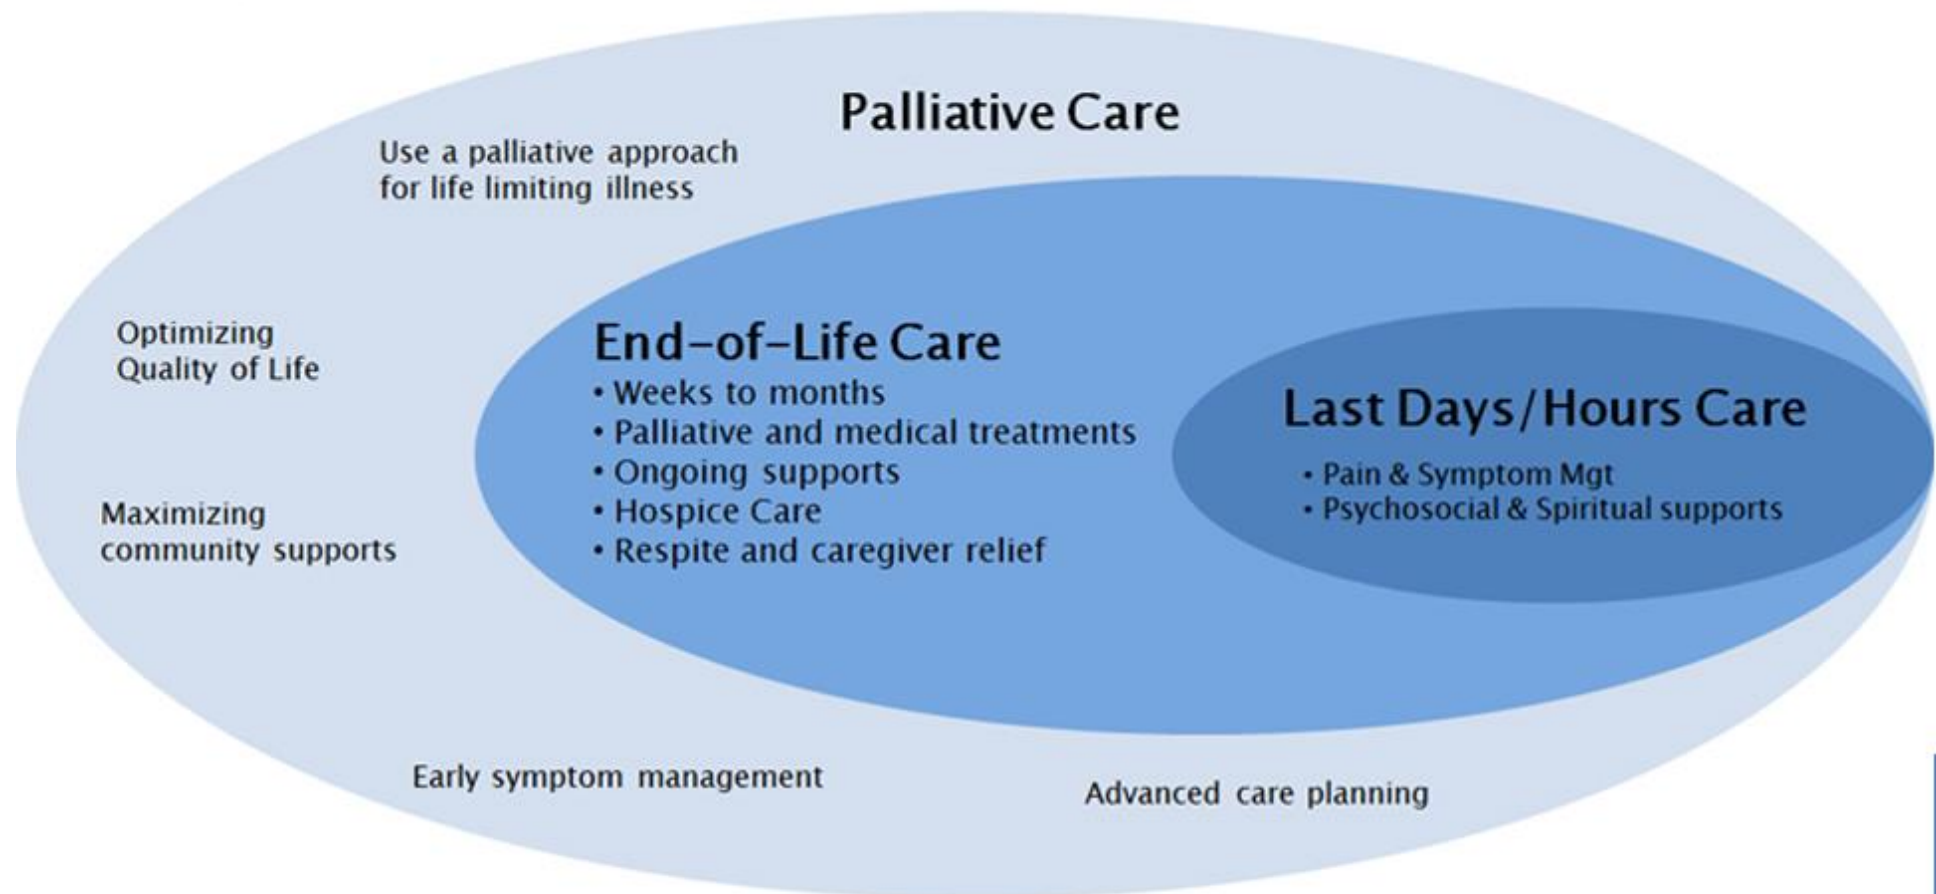 Palliative Care
Use a palliative approach
for life limiting illness
Optimizing
Quality of Life
Maximizing
community supports
End-of-Life Care
• Weeks to months
• Palliative and medical treatments
• Ongoing supports
• Hospice Care
• Respite and caregiver relief
Last Days/Hours Care
• Pain & Symptom Mgt
• Psychosocial & Spiritual supports
Early symptom management
Advanced care planning